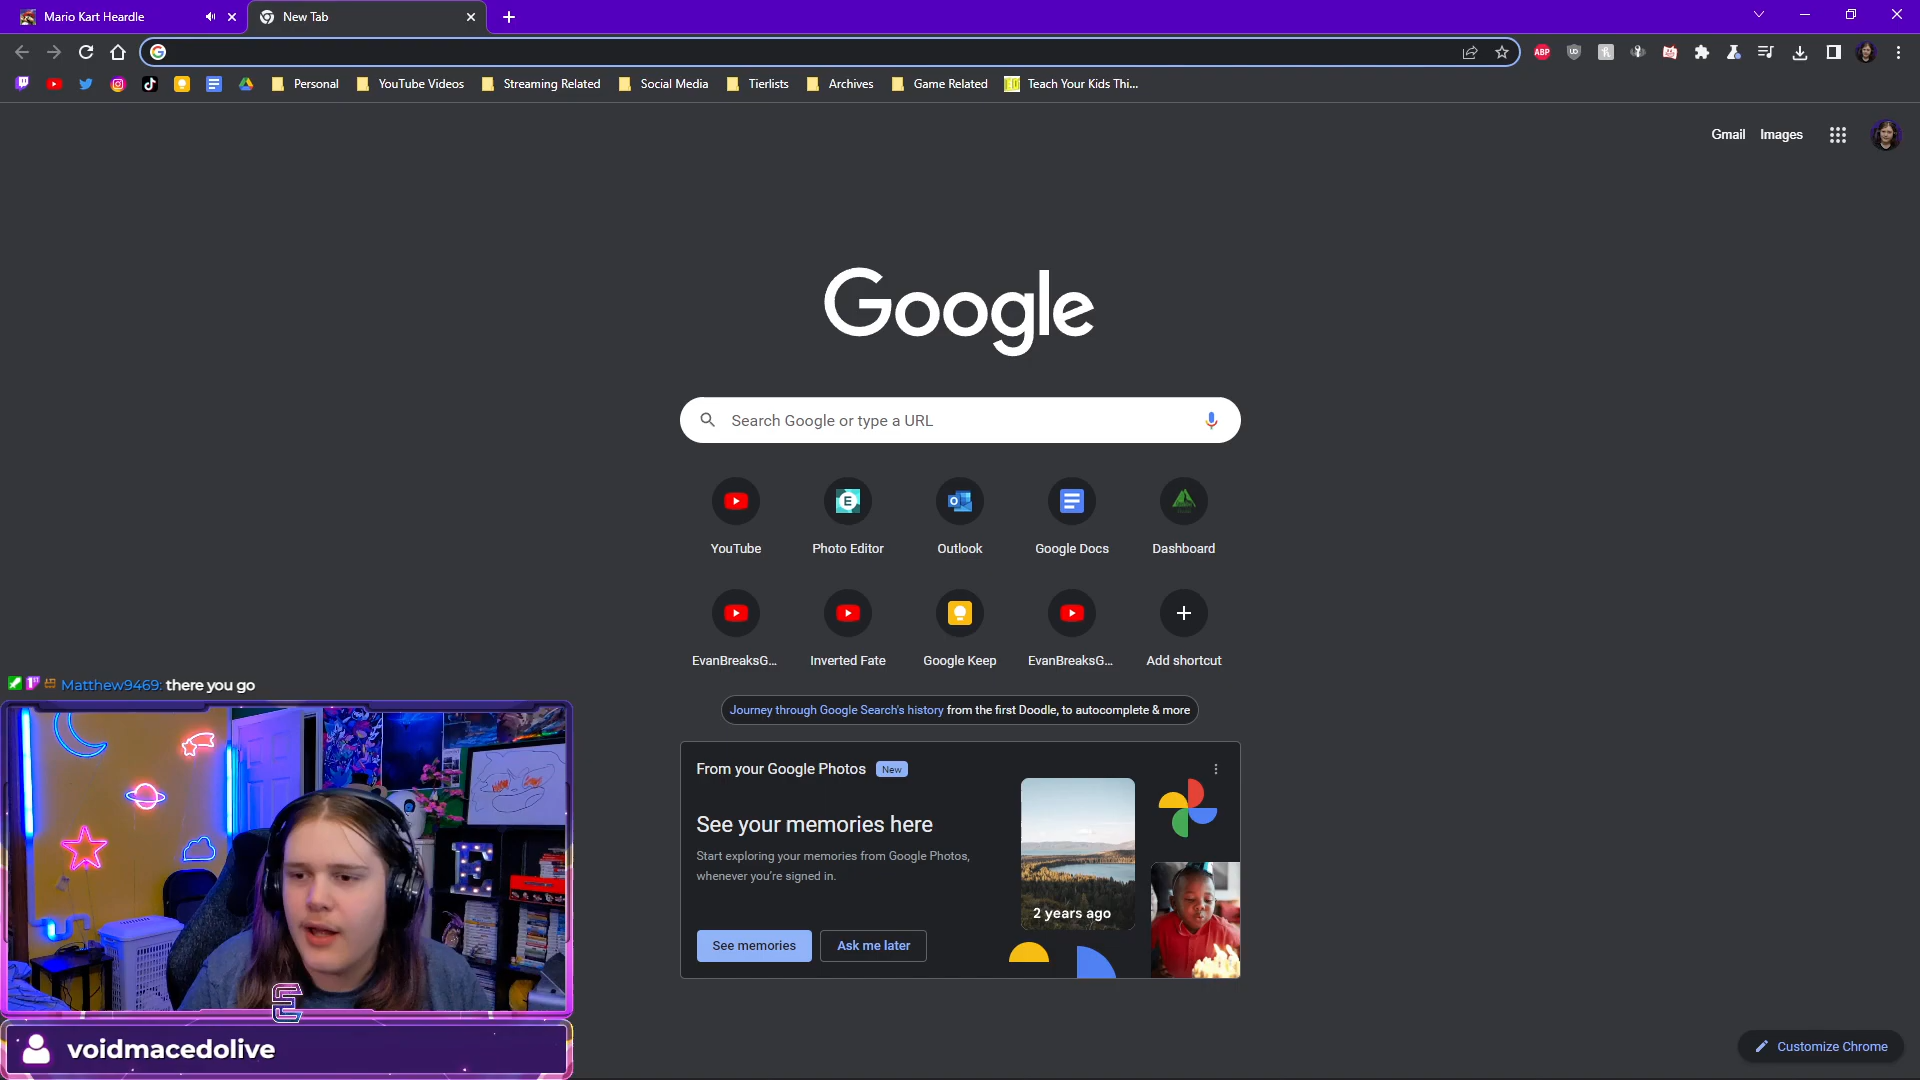 Mario Kart Heardle
New Tab
ABP
UD
Personal
YouTube Videos
Streaming Related
Social Media
Tierlists
Archives
Game Related
Teach Your Kids Thi...
Gmail
Images
Google
Search Google or type a URL
YouTube
Photo Editor
Outlook
Google Docs
Dashboard
EvanBreaksG...
Inverted Fate
Google Keep
EvanBreaksG...
Add shortcut
Journey through Google Search's history from the first Doodle, to autocomplete & more
From your Google Photos New
See your memories here
Start exploring your memories from Google Photos,
whenever you're signed in.
2 years ago
See memories
Ask me later
Matthew9469: there you go
E
E
voidmacedolive
Customize Chrome